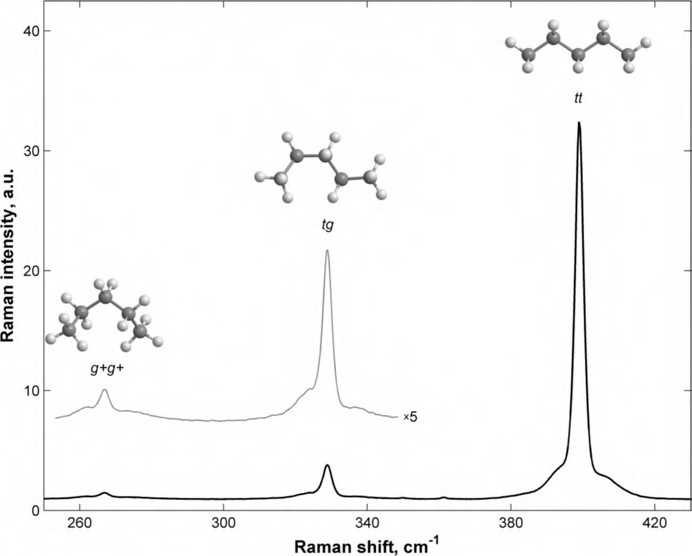 40
30
20
10
0
Raman intensity, a.u.
tt
tg
g+g+
×5
260
300
340
380
420
Raman shift, cm-1